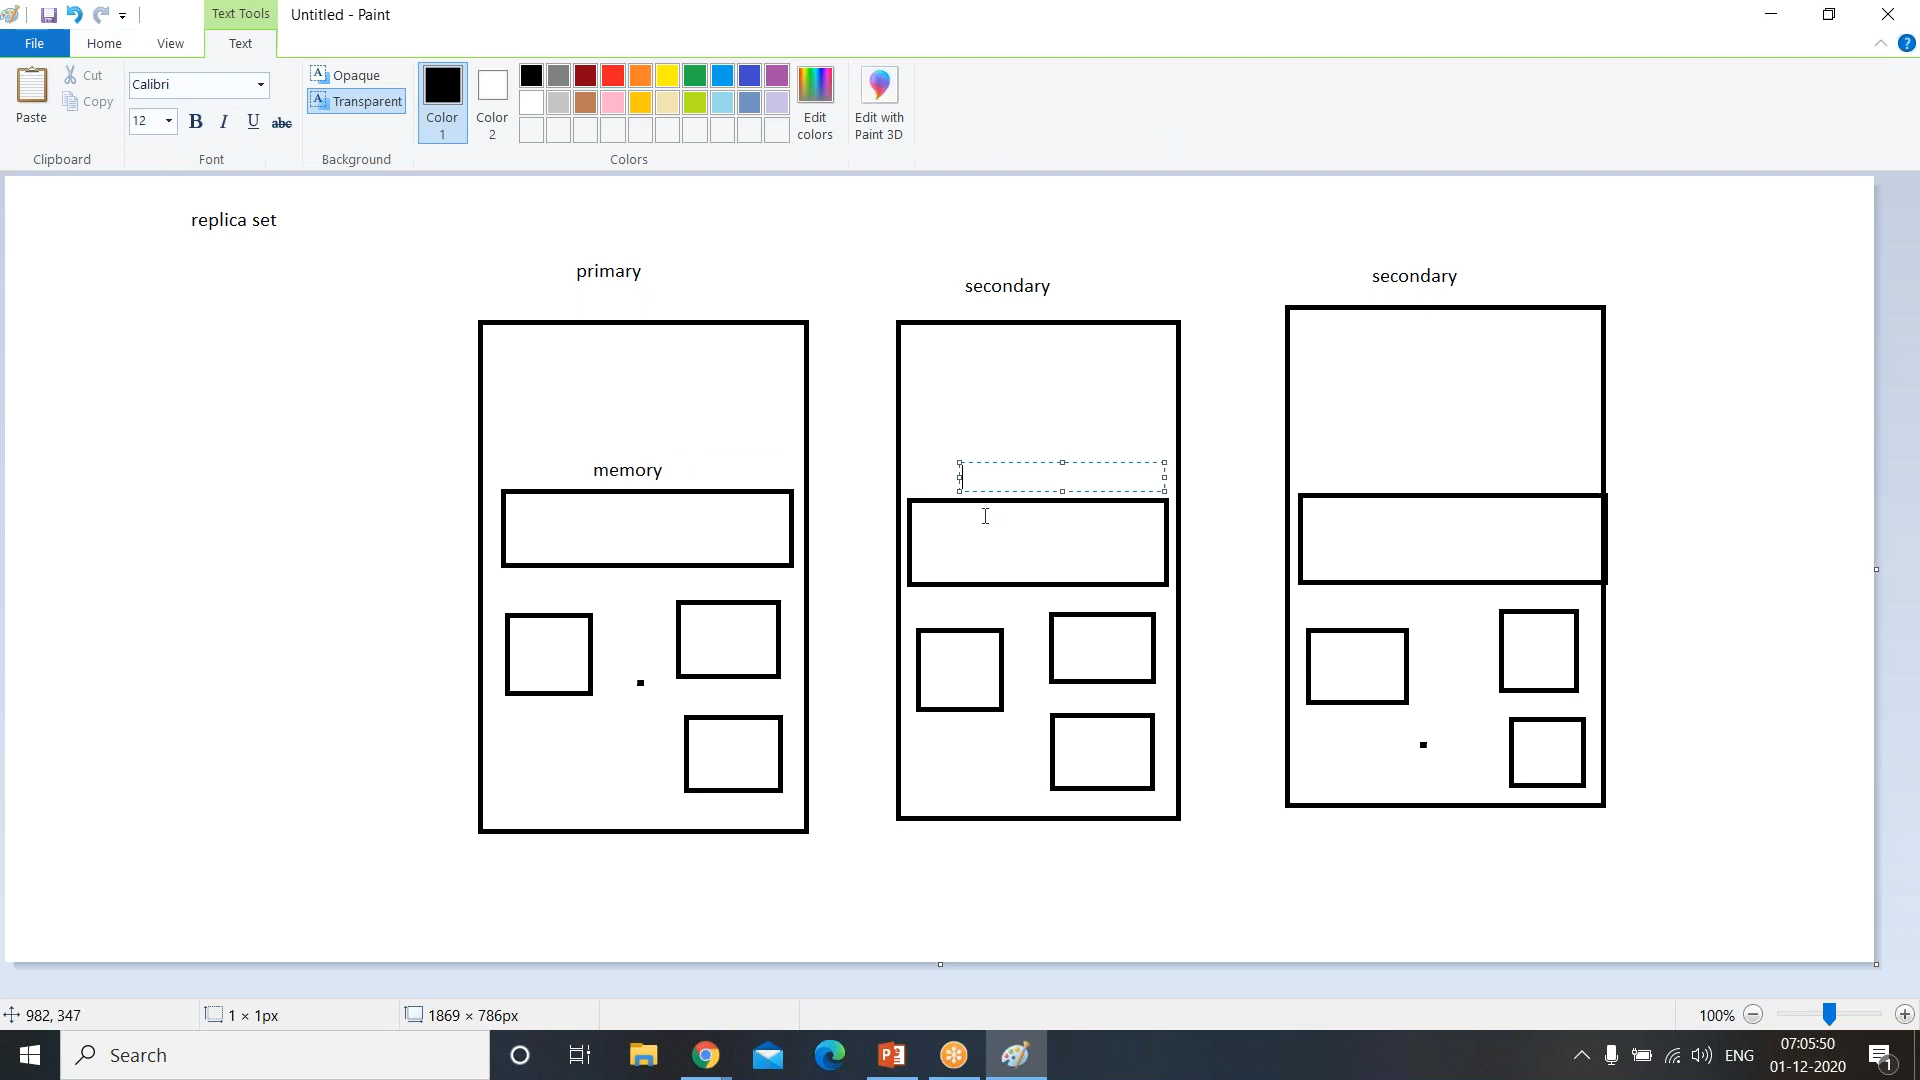 Text Tools
Untitled - Paint
File
Home
View
Text
Paste
Cut
Copy
Clipboard
Calibri
12
B I U abc
Font
Opaque
Transparent
Background
Color 1
Color 2
Edit colors
Colors
Edit with Paint 3D
replica set
primary
secondary
secondary
memory
982, 347
1 × 1px
1869 × 786px
100%
Search
ENG
07:05:50
01-12-2020
1